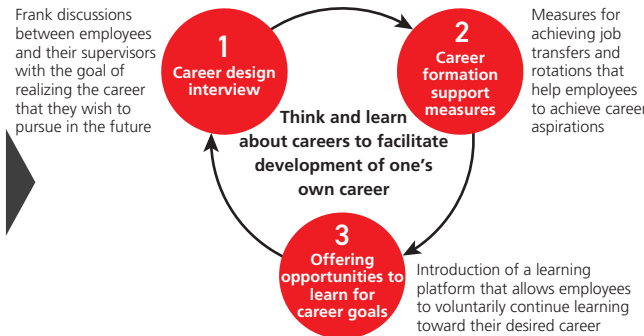 Frank discussions
between employees
and their supervisors
with the goal of
realizing the career
that they wish to
pursue in the future
1
Career design
interview
2
Career
formation
support
measures
Measures for
achieving job
transfers and
rotations that
help employees
to achieve career
aspirations
Think and learn
about careers to facilitate
development of one's
own career
3
Offering
opportunities to
learn for
career goals
Introduction of a learning
platform that allows employees
to voluntarily continue learning
toward their desired career